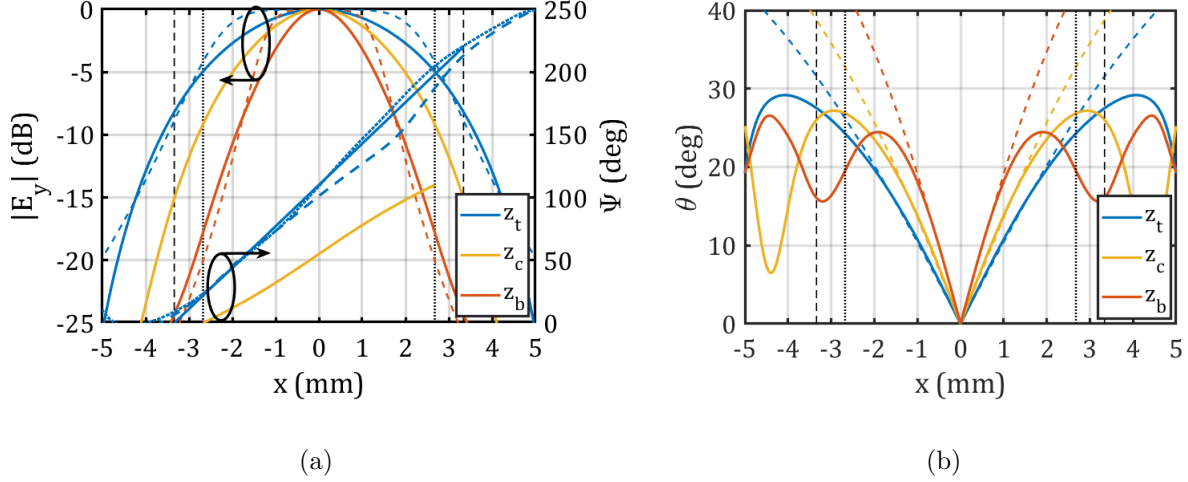 0
-5
-10
-15
-20
-25
|E_y| (dB)
250
200
150
100
50
0
Ψ (deg)
-5 -4 -3 -2 -1 0 1 2 3 4 5
x (mm)
z_t
z_c
z_b
(a)
40
30
20
10
0
θ (deg)
-5 -4 -3 -2 -1 0 1 2 3 4 5
x (mm)
z_t
z_c
z_b
(b)